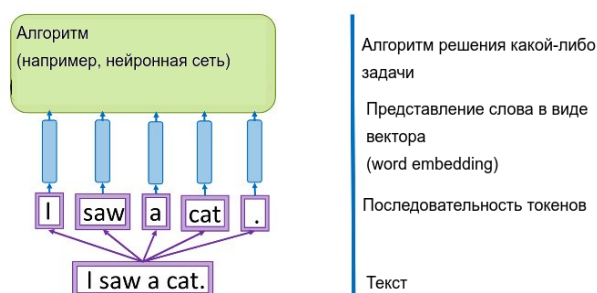 Алгоритм
(например, нейронная сеть)
I
saw
a
cat
.
I saw a cat.
Алгоритм решения какой-либо
задачи
Представление слова в виде
вектора
(word embedding)
Последовательность токенов
Текст